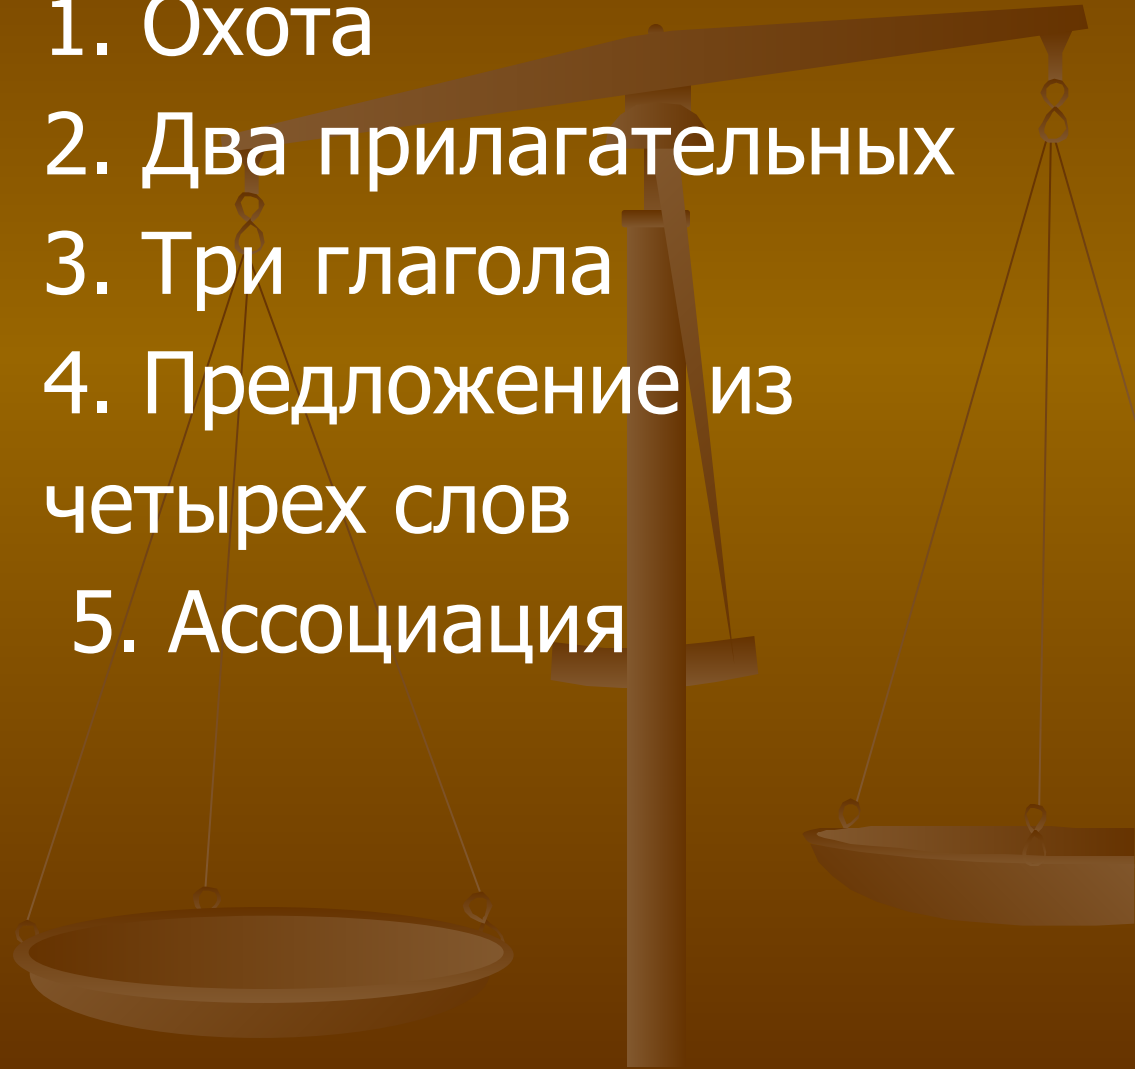 1. Охота
2. Два прилагательных
3. Три глагола
4. Предложение из
четырех слов
5. Ассоциация